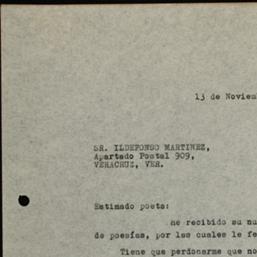 13 de Noviem
SR. ILDEFONSO MARTINEZ,
Apartado Postal 909,
VERACRUZ, VER.
Estimado poeta:
He recibido su nu
de poesías, por las cuales le fe
Tiene que perdonarme que no